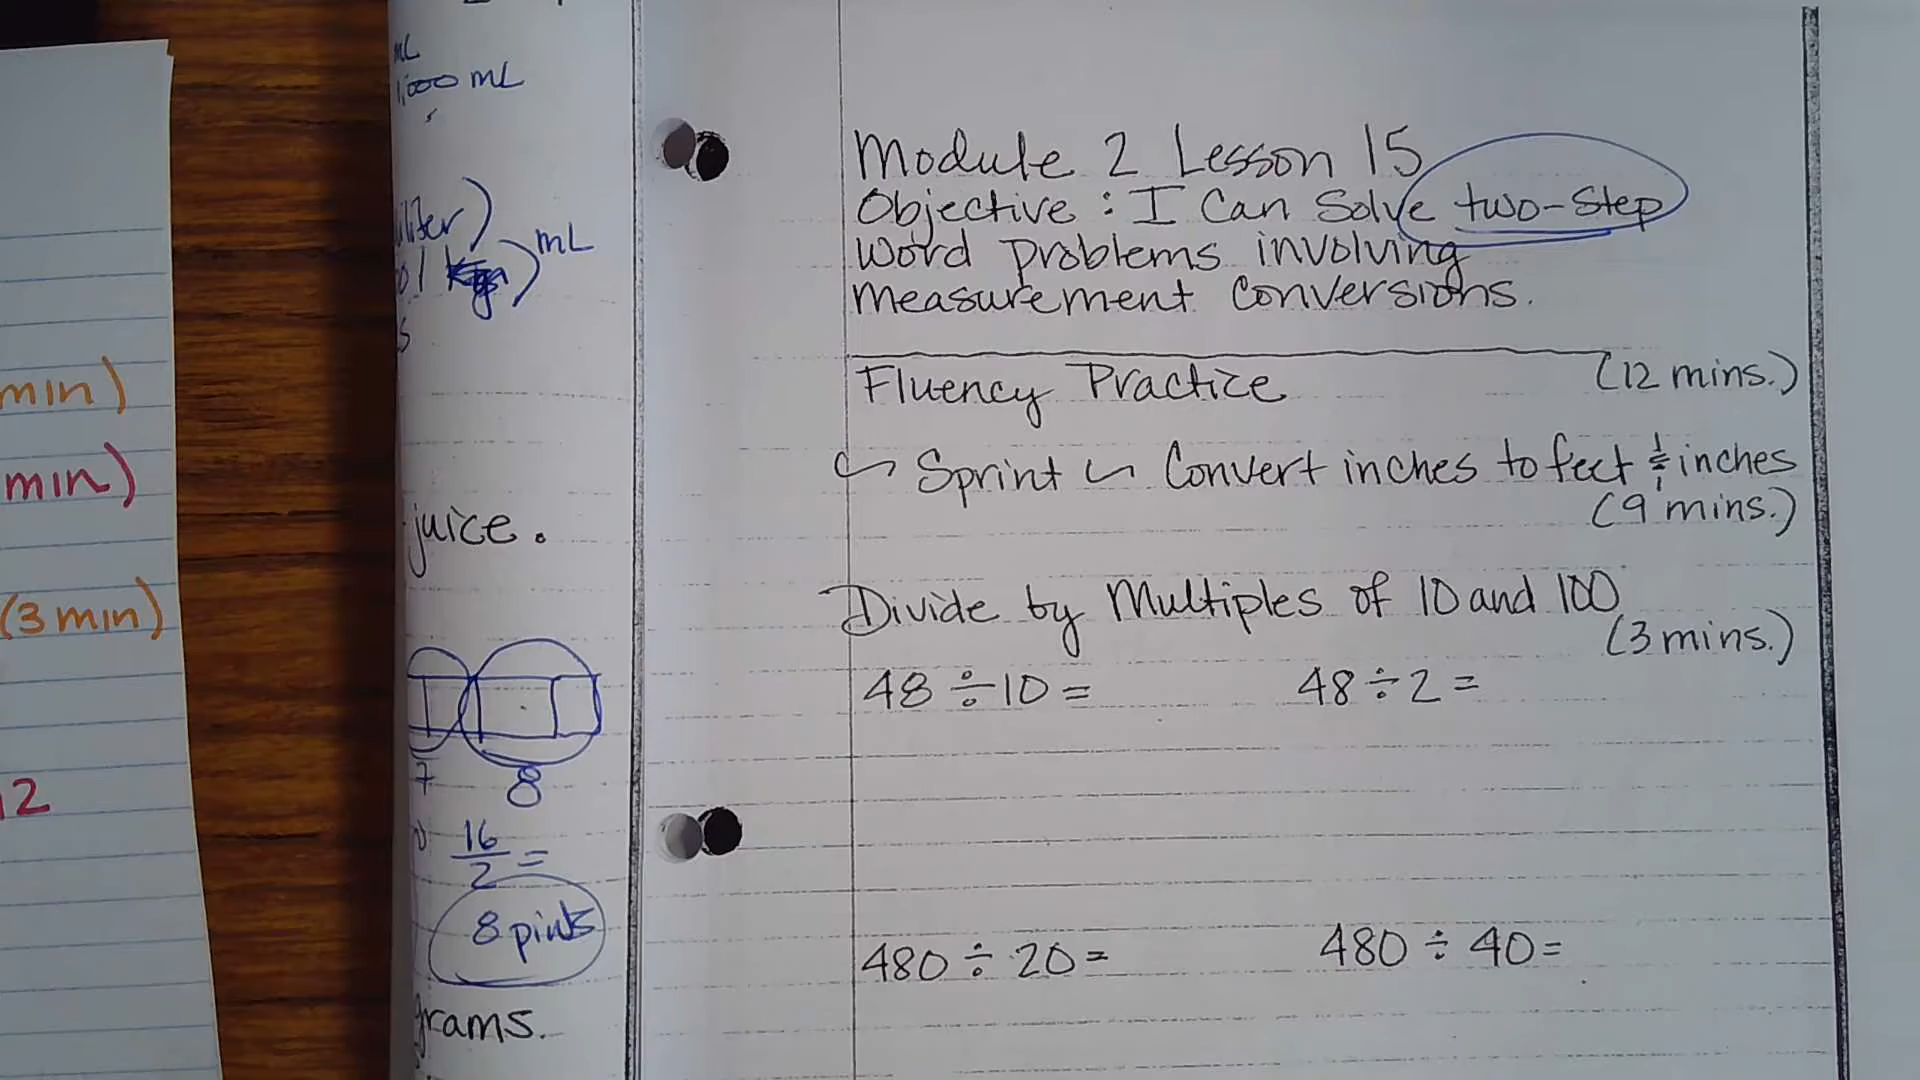 min)
min)
(3 min)
12
mL
1,000 mL
mL
juice.
7 8
16
2 =
8 pints
grams.
Module 2 Lesson 15
Objective : I Can Solve two-Step
Word problems involving
Measurement Conversions.
Fluency Practice (12 mins.)
Sprint Convert inches to feet & inches
(9 mins.)
Divide by Multiples of 10 and 100
(3 mins.)
48 ÷ 10 = 48 ÷ 2 =
480 ÷ 20 = 480 ÷ 40 =